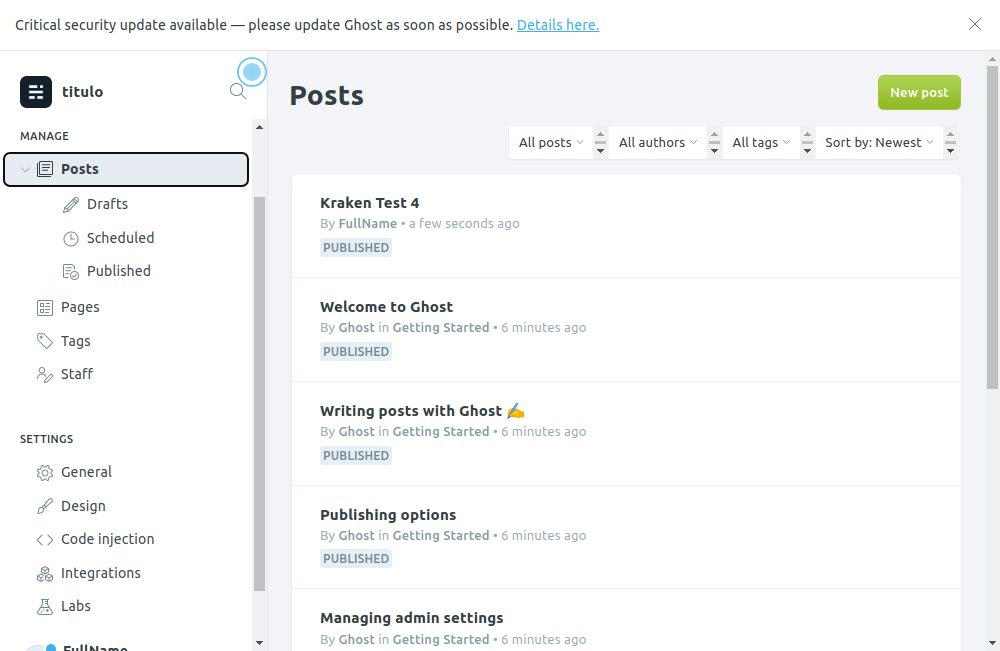 Critical security update available — please update Ghost as soon as possible. Details here.
titulo
MANAGE
Posts
Drafts
Scheduled
Published
Pages
Tags
Staff
SETTINGS
General
Design
Code injection
Integrations
Labs
FullName
Posts
New post
All posts
All authors
All tags
Sort by: Newest
Kraken Test 4
By FullName • a few seconds ago
PUBLISHED
Welcome to Ghost
By Ghost in Getting Started • 6 minutes ago
PUBLISHED
Writing posts with Ghost ✍️
By Ghost in Getting Started • 6 minutes ago
PUBLISHED
Publishing options
By Ghost in Getting Started • 6 minutes ago
PUBLISHED
Managing admin settings
By Ghost in Getting Started • 6 minutes ago